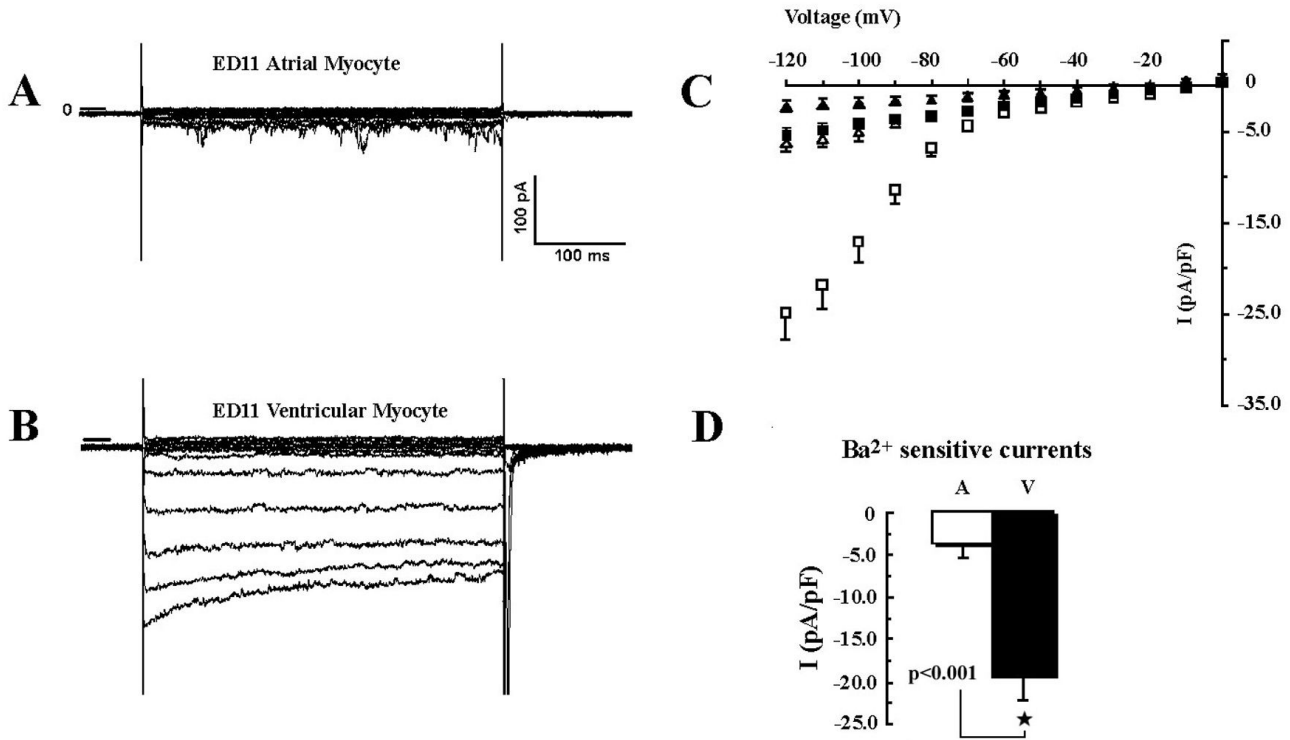 A
ED11 Atrial Myocyte
0
100 pA
100 ms
B
ED11 Ventricular Myocyte
C
Voltage (mV)
-120 -100 -80 -60 -40 -20
0
-5.0
-15.0
-25.0
-35.0
I (pA/pF)
D
Ba2+ sensitive currents
A V
0
-5.0
-10.0
-15.0
-20.0
-25.0
I (pA/pF)
p<0.001